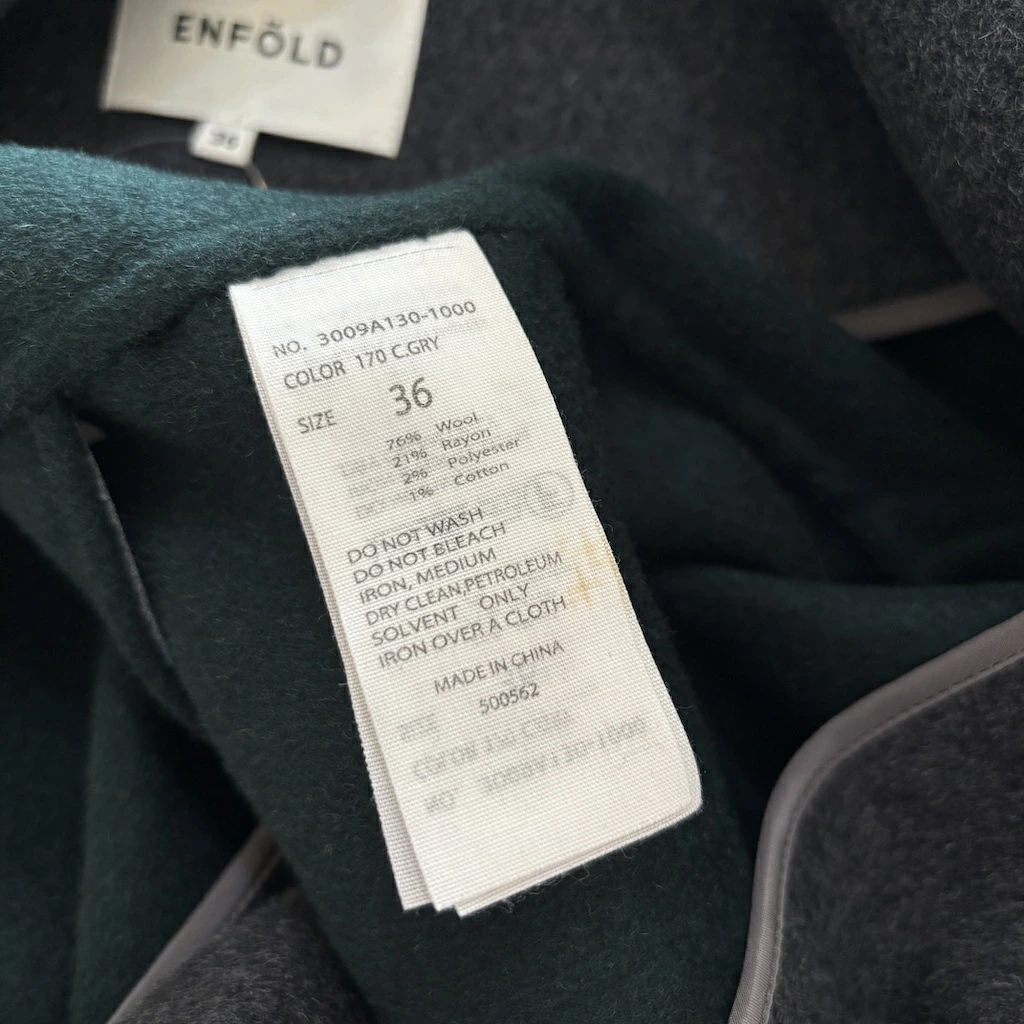 ENFÖLD
36
NO. 3009A130-1000
COLOR 170 C.GRY
SIZE 36
76% Wool
21% Rayon
2% Polyester
1% Cotton
DO NOT WASH
DO NOT BLEACH
IRON, MEDIUM
DRY CLEAN,PETROLEUM
SOLVENT ONLY
IRON OVER A CLOTH
MADE IN CHINA
500562